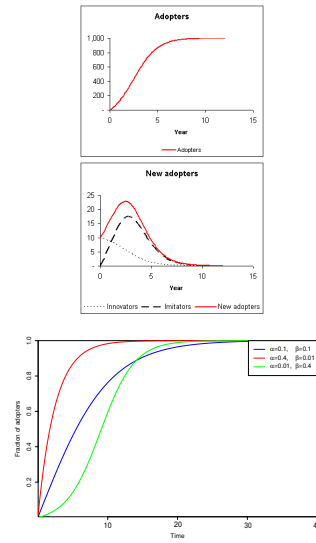 Adopters
1,000
800
600
400
200
-
0 5 10 15
Year
Adopters
New adopters
25
20
15
10
5
-
0 5 10 15
Year
Innovators Imitators New adopters
1.0
0.8
0.6
0.4
0.2
Fraction of adopters
α=0.1, β=0.1
α=0.4, β=0.01
α=0.01, β=0.4
10 20 30
Time